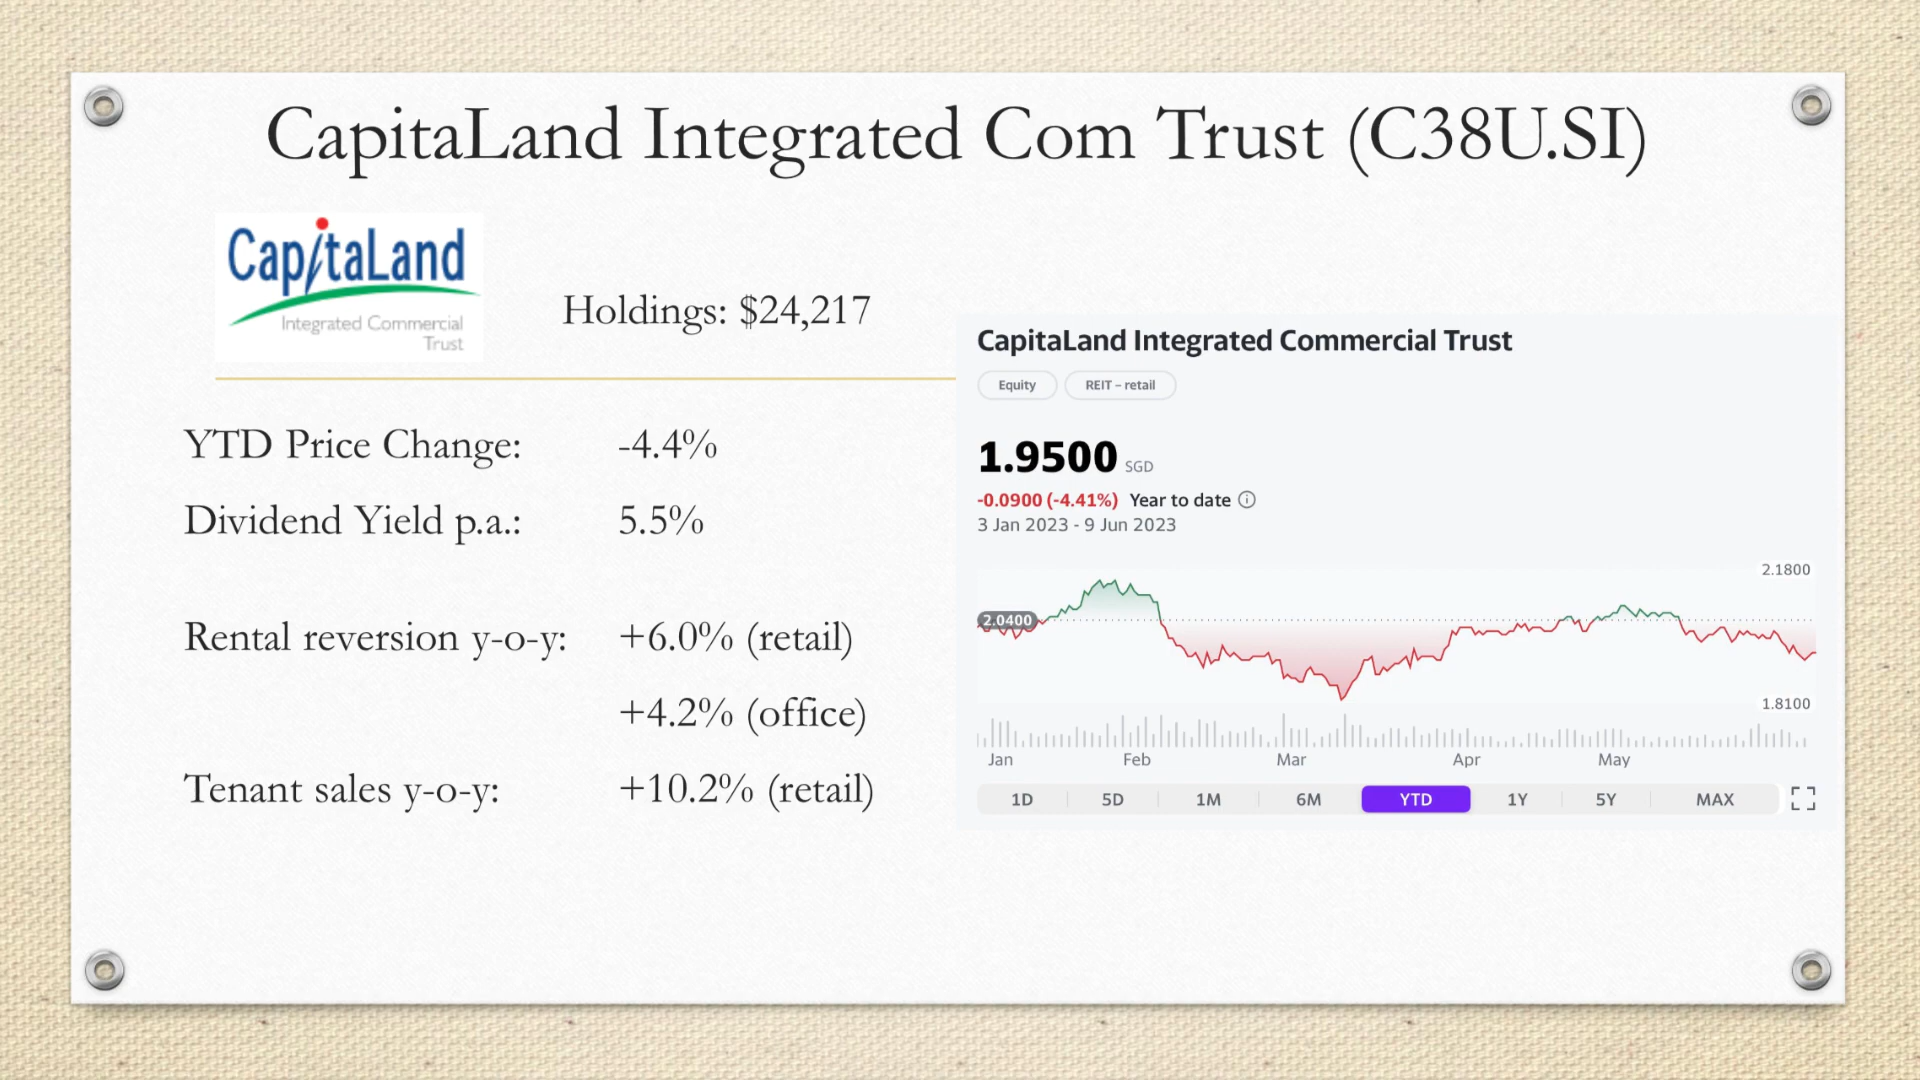 CapitaLand Integrated Com Trust (C38U.SI)
CapitaLand
Integrated Commercial
Trust
Holdings: $24,217
YTD Price Change: -4.4%
Dividend Yield p.a.: 5.5%
Rental reversion y-o-y: +6.0% (retail)
+4.2% (office)
Tenant sales y-o-y: +10.2% (retail)
CapitaLand Integrated Commercial Trust
Equity REIT – retail
1.9500 SGD
-0.0900 (-4.41%) Year to date
3 Jan 2023 - 9 Jun 2023
2.1800
2.0400
1.8100
Jan Feb Mar Apr May
1D 5D 1M 6M YTD 1Y 5Y MAX